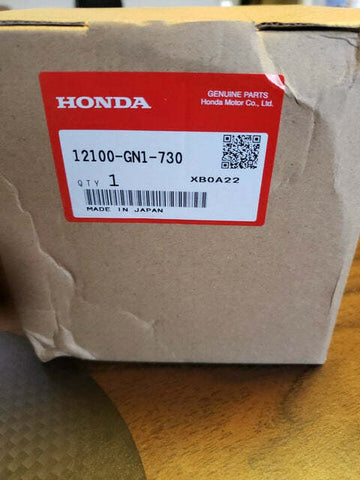 HONDA
GENUINE PARTS
Honda Motor Co., Ltd.
12100-GN1-730
QTY 1
XB0A22
MADE IN JAPAN